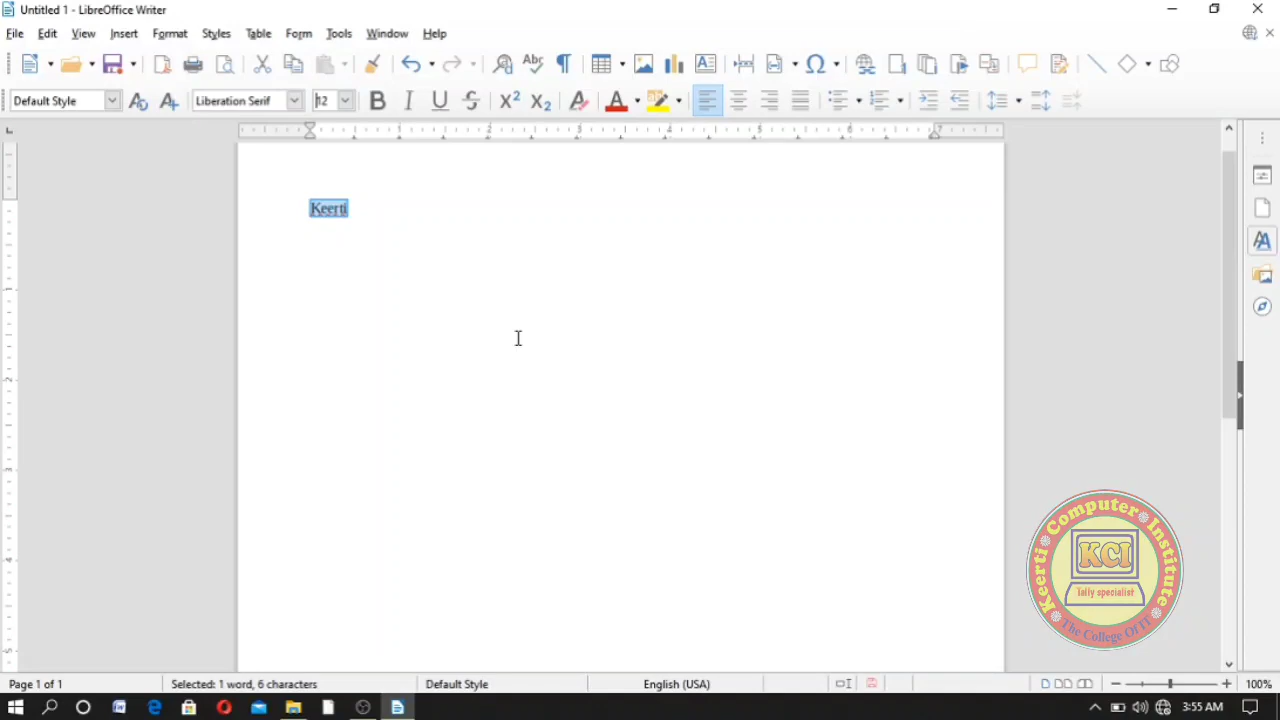 Untitled 1 - LibreOffice Writer
File Edit View Insert Format Styles Table Form Tools Window Help
Default Style Liberation Serif 12
Keerti
Keerti Computer Institute
KCI
Tally specialist
The College Of IT
Page 1 of 1 Selected: 1 word, 6 characters Default Style English (USA) 100%
3:55 AM